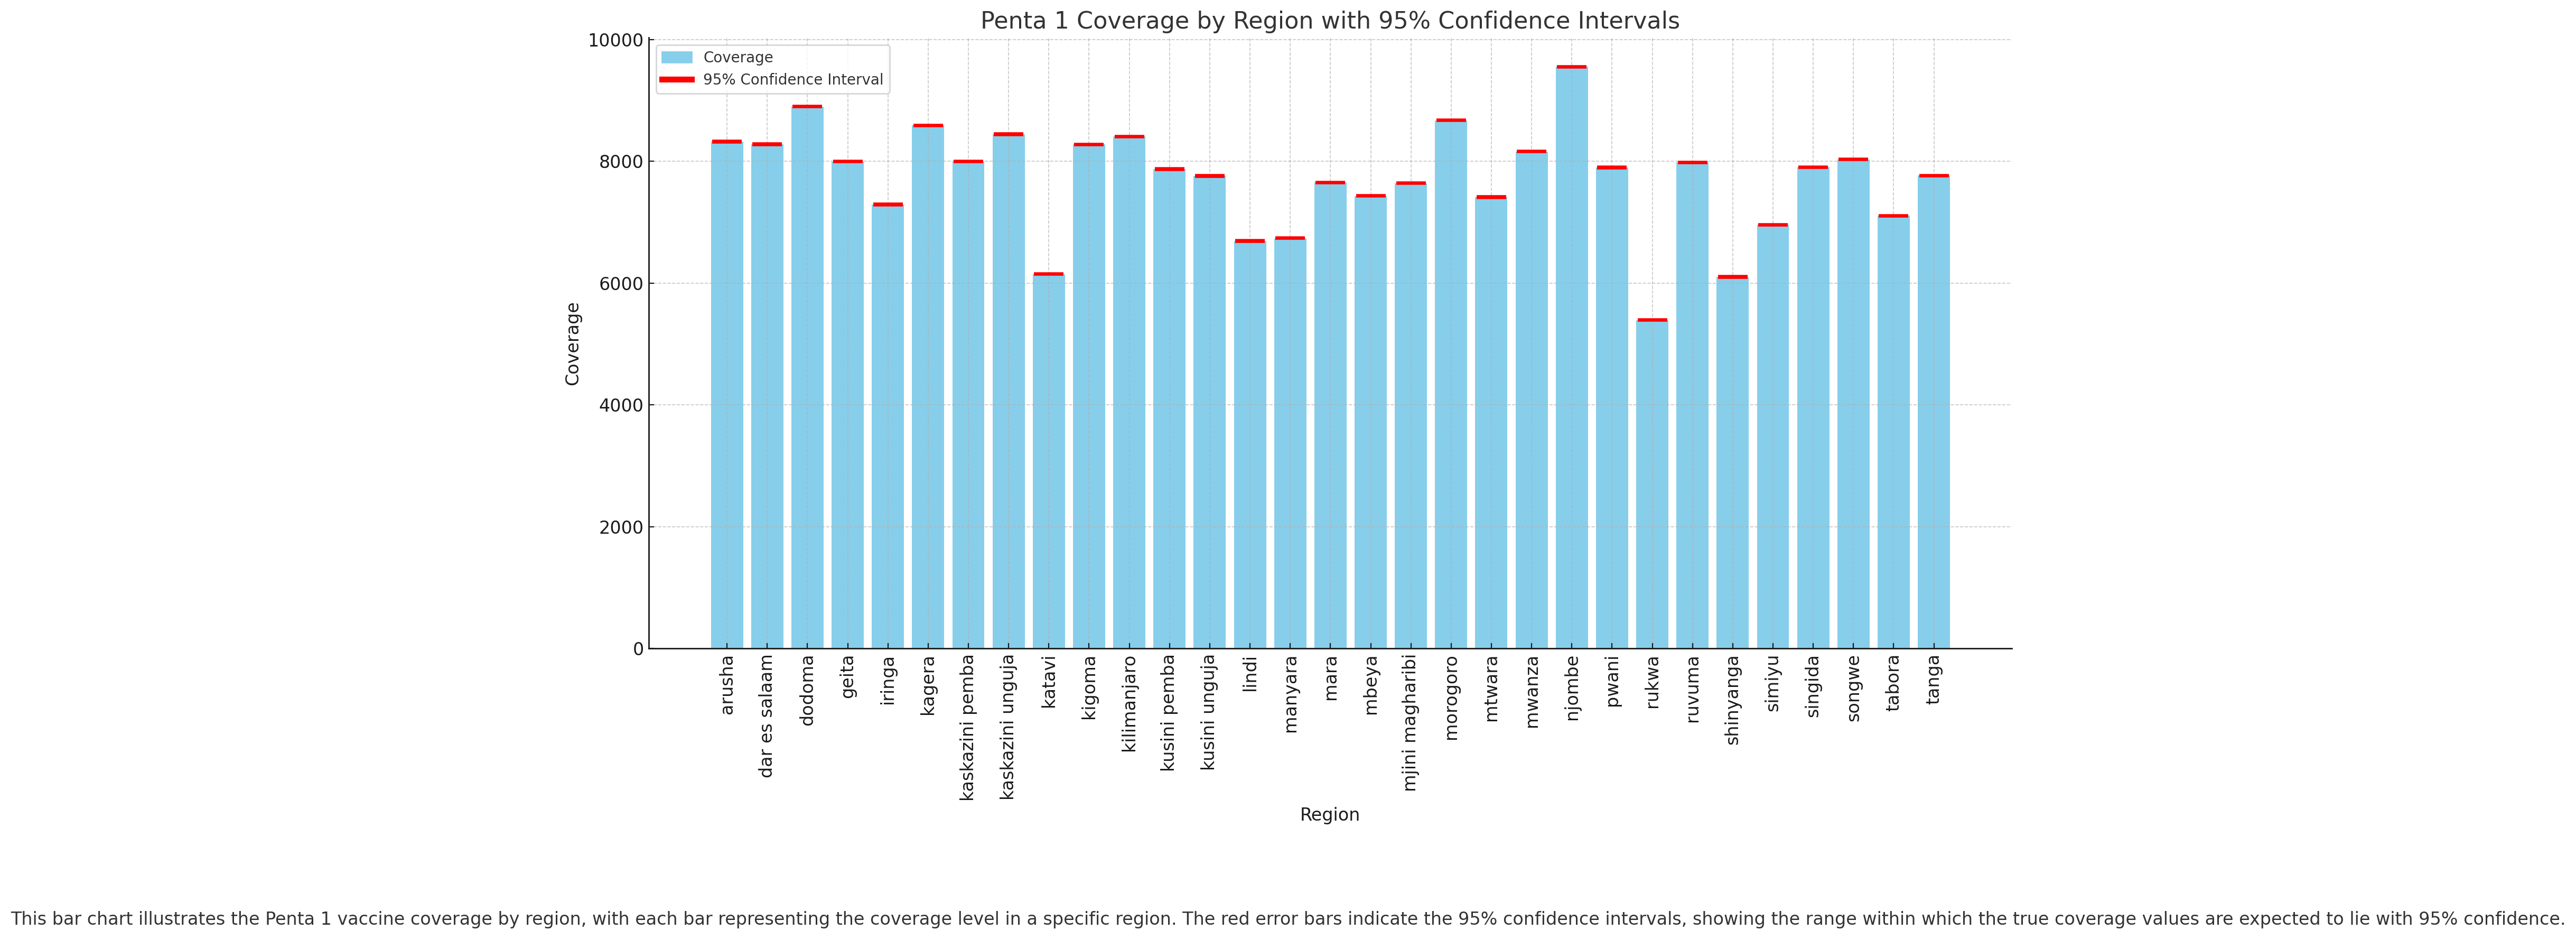 Penta 1 Coverage by Region with 95% Confidence Intervals
Coverage
95% Confidence Interval
10000
8000
6000
4000
2000
0
Coverage
arusha
dar es salaam
dodoma
geita
iringa
kagera
kaskazini pemba
kaskazini unguja
katavi
kigoma
kilimanjaro
kusini pemba
kusini unguja
lindi
manyara
mara
mbeya
mjini magharibi
morogoro
mtwara
mwanza
njombe
pwani
rukwa
ruvuma
shinyanga
simiyu
singida
songwe
tabora
tanga
Region
This bar chart illustrates the Penta 1 vaccine coverage by region, with each bar representing the coverage level in a specific region. The red error bars indicate the 95% confidence intervals, showing the range within which the true coverage values are expected to lie with 95% confidence.